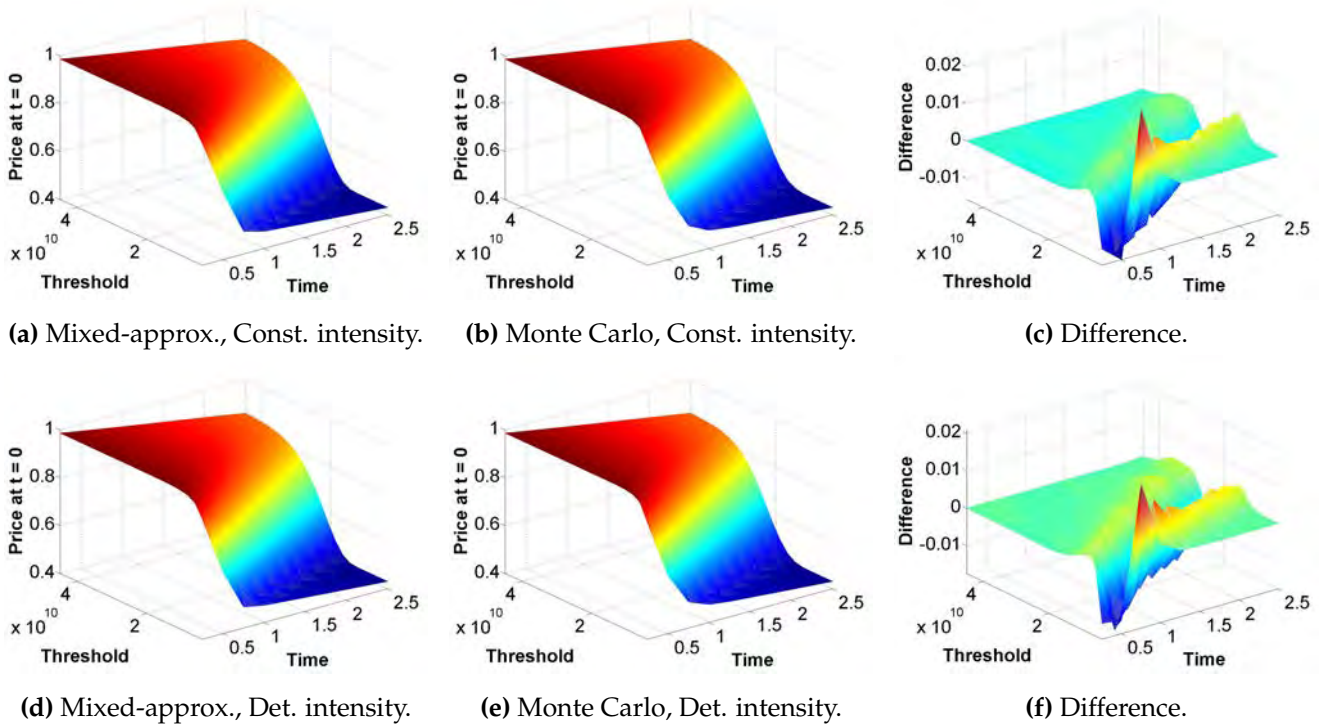 1
0.8
0.6
0.4
Price at t = 0
4
x 10^10
2
Threshold
0.5
1
1.5
2
2.5
Time
1
0.8
0.6
0.4
Price at t = 0
4
x 10^10
2
Threshold
0.5
1
1.5
2
2.5
Time
0.02
0.01
0
-0.01
Difference
4
x 10^10
2
Threshold
0.5
1
1.5
2
2.5
Time
(a) Mixed-approx., Const. intensity.
(b) Monte Carlo, Const. intensity.
(c) Difference.
1
0.8
0.6
0.4
Price at t = 0
4
x 10^10
2
Threshold
0.5
1
1.5
2
2.5
Time
1
0.8
0.6
0.4
Price at t = 0
4
x 10^10
2
Threshold
0.5
1
1.5
2
2.5
Time
0.02
0.01
0
-0.01
Difference
4
x 10^10
2
Threshold
0.5
1
1.5
2
2.5
Time
(d) Mixed-approx., Det. intensity.
(e) Monte Carlo, Det. intensity.
(f) Difference.